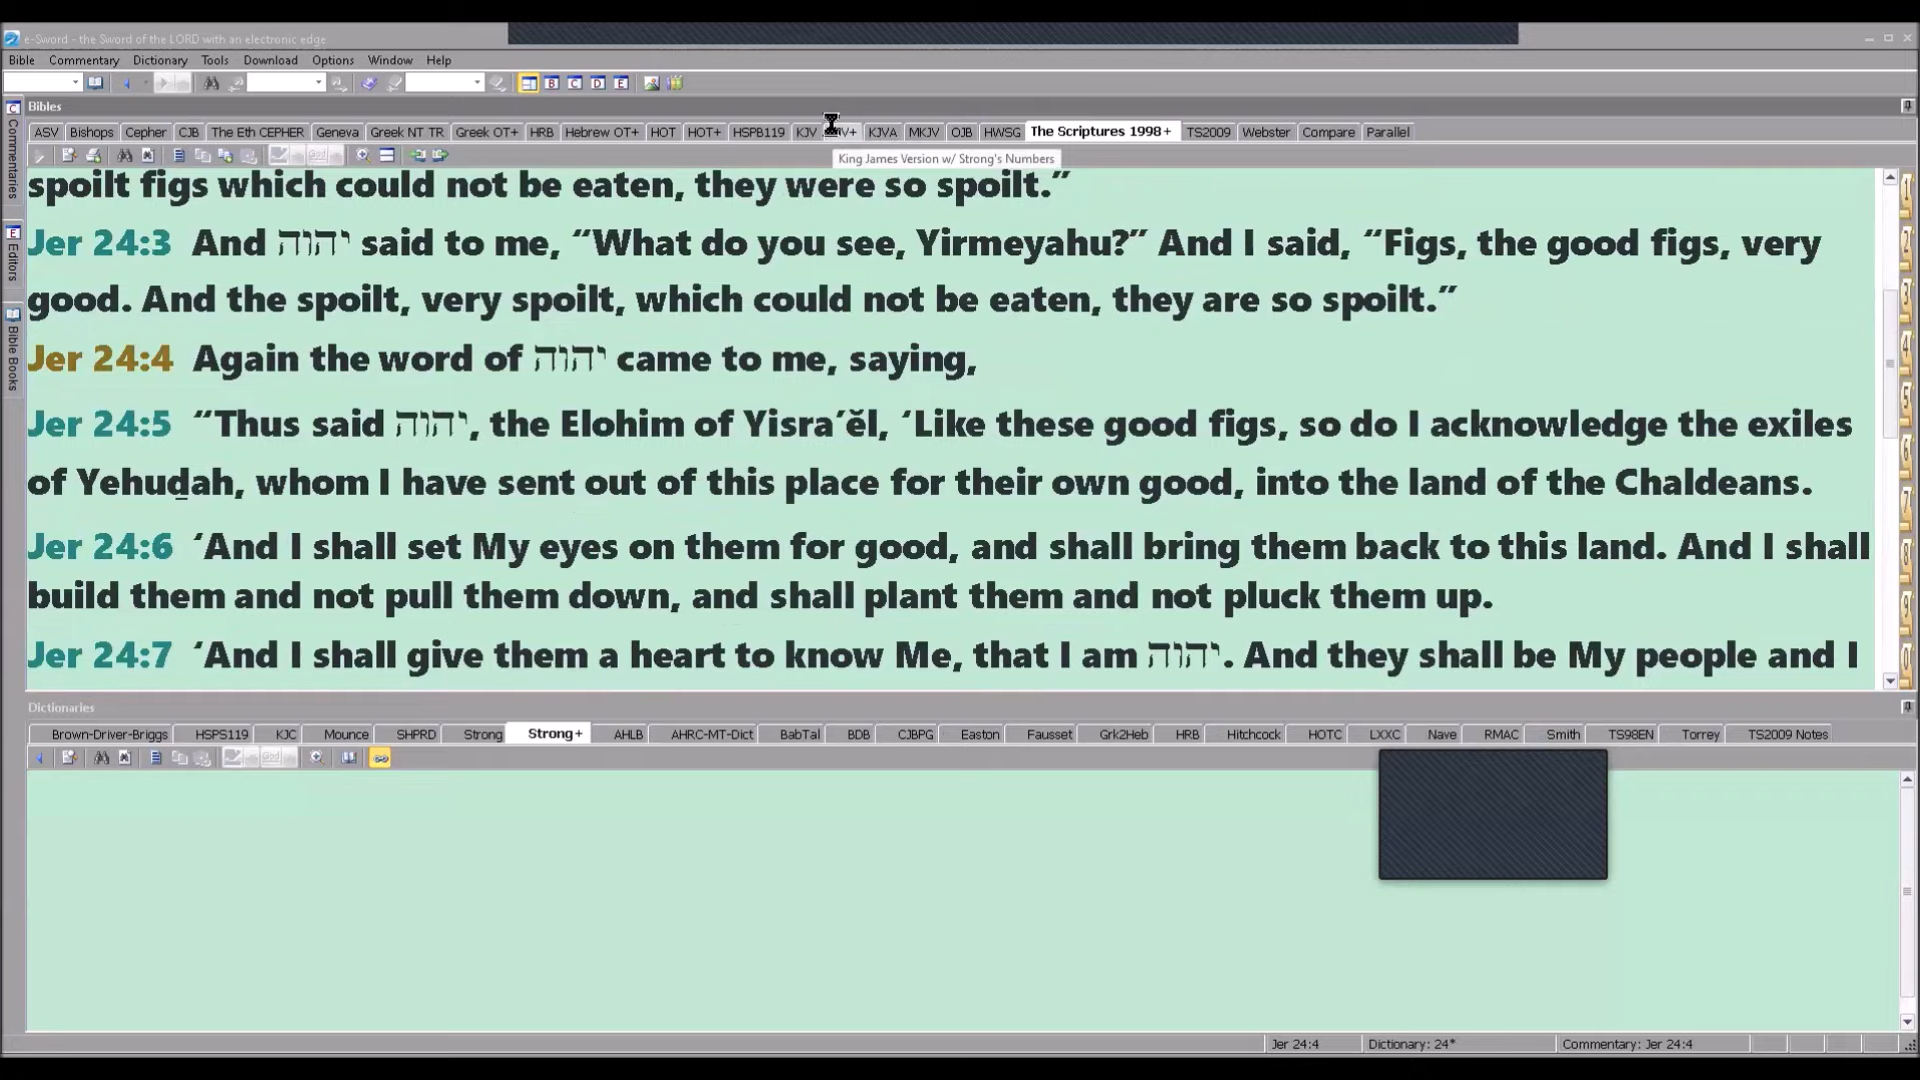 e-Sword - the Sword of the LORD with an electronic edge
Bible Commentary Dictionary Tools Download Options Window Help
B C D E
Bibles
ASV Bishops Cepher CJB The Eth CEPHER Geneva Greek NT TR Greek OT+ HRB Hebrew OT+ HOT HOT+ HSPB119 KJV KJVA MKJV OJB HWSG The Scriptures 1998+ TS2009 Webster Compare Parallel
King James Version w/ Strong's Numbers
Commentaries
Editors
Bible Books
spoilt figs which could not be eaten, they were so spoilt.”
Jer 24:3 And יהוה said to me, “What do you see, Yirmeyahu?” And I said, “Figs, the good figs, very
good. And the spoilt, very spoilt, which could not be eaten, they are so spoilt.”
Jer 24:4 Again the word of יהוה came to me, saying,
Jer 24:5 “Thus said יהוה, the Elohim of Yisra’ĕl, ‘Like these good figs, so do I acknowledge the exiles
of Yehuḏah, whom I have sent out of this place for their own good, into the land of the Chaldeans.
Jer 24:6 ‘And I shall set My eyes on them for good, and shall bring them back to this land. And I shall
build them and not pull them down, and shall plant them and not pluck them up.
Jer 24:7 ‘And I shall give them a heart to know Me, that I am יהוה. And they shall be My people and I
Dictionaries
Brown-Driver-Briggs HSPS119 KJC Mounce SHPRD Strong Strong+ AHLB AHRC-MT-Dict BabTal BDB CJBPG Easton Fausset Grk2Heb HRB Hitchcock HOTC LXXC Nave RMAC Smith TS98EN Torrey TS2009 Notes
Jer 24:4 Dictionary: 24* Commentary: Jer 24:4